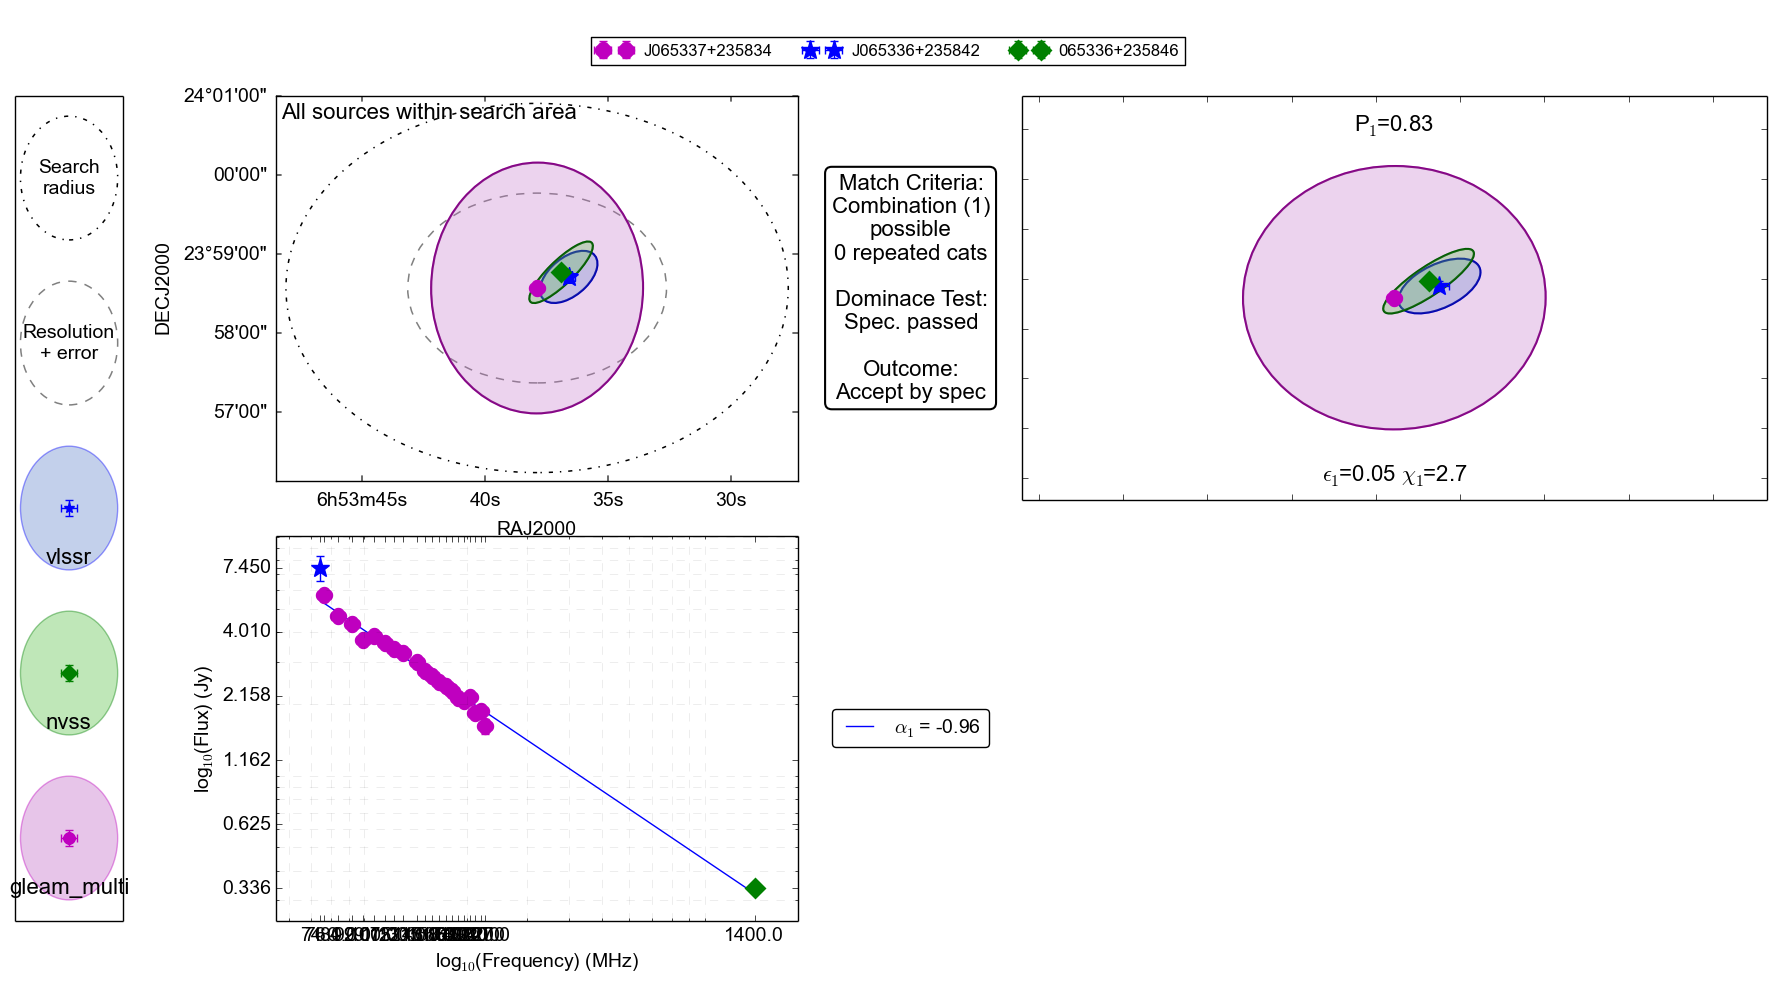 J065337+235834 J065336+235842 065336+235846
Search
radius
Resolution
+ error
vlssr
nvss
gleam_multi
All sources within search area
24°01'00"
00'00"
23°59'00"
58'00"
57'00"
DECJ2000
6h53m45s 40s 35s 30s
RAJ2000
Match Criteria:
Combination (1)
possible
0 repeated cats
Dominace Test:
Spec. passed
Outcome:
Accept by spec
P₁=0.83
ϵ₁=0.05 χ₁=2.7
7.450
4.010
2.158
1.162
0.625
0.336
log₁₀(Flux) (Jy)
1400.0
log₁₀(Frequency) (MHz)
α₁ = -0.96